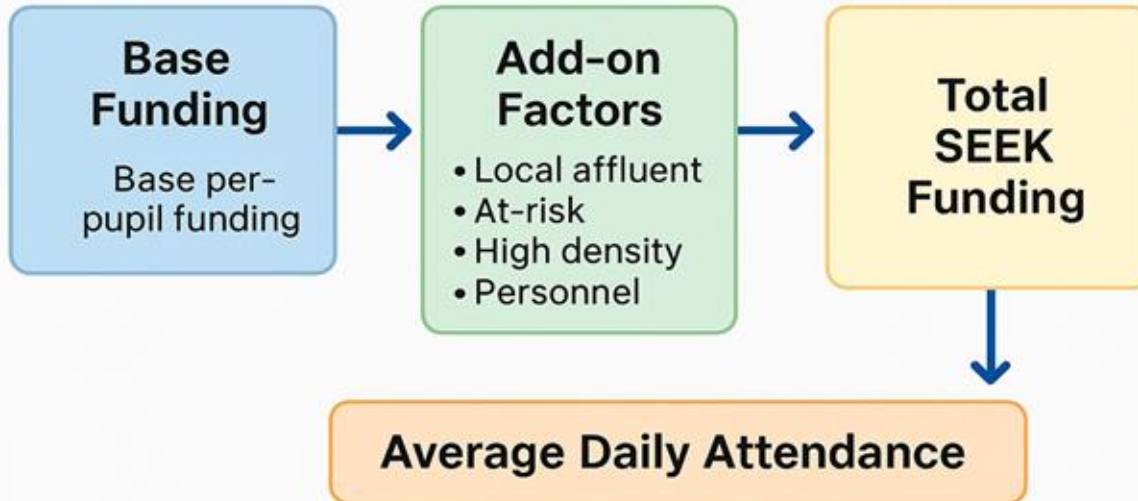 Base
Funding
Base per-
pupil funding
Add-on
Factors
• Local affluent
• At-risk
• High density
• Personnel
Total
SEEK
Funding
Average Daily Attendance